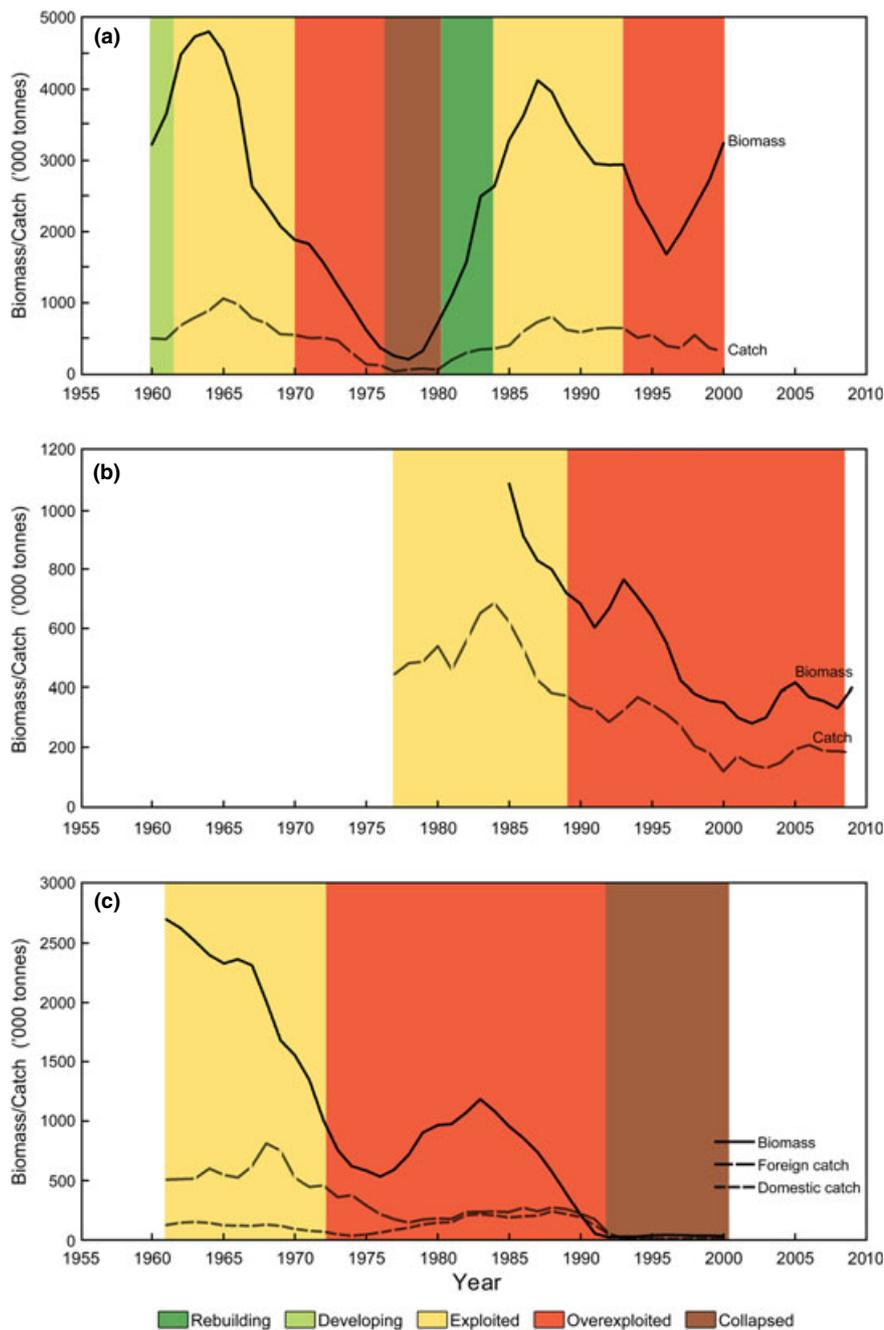 (a)
Biomass/Catch ('000 tonnes)
5000
4000
3000
2000
1000
0
Biomass
Catch
1955 1960 1965 1970 1975 1980 1985 1990 1995 2000 2005 2010
(b)
Biomass/Catch ('000 tonnes)
1200
1000
800
600
400
200
0
Biomass
Catch
1955 1960 1965 1970 1975 1980 1985 1990 1995 2000 2005 2010
(c)
Biomass/Catch ('000 tonnes)
3000
2500
2000
1500
1000
500
0
Biomass
Foreign catch
Domestic catch
1955 1960 1965 1970 1975 1980 1985 1990 1995 2000 2005 2010
Year
Rebuilding Developing Exploited Overexploited Collapsed